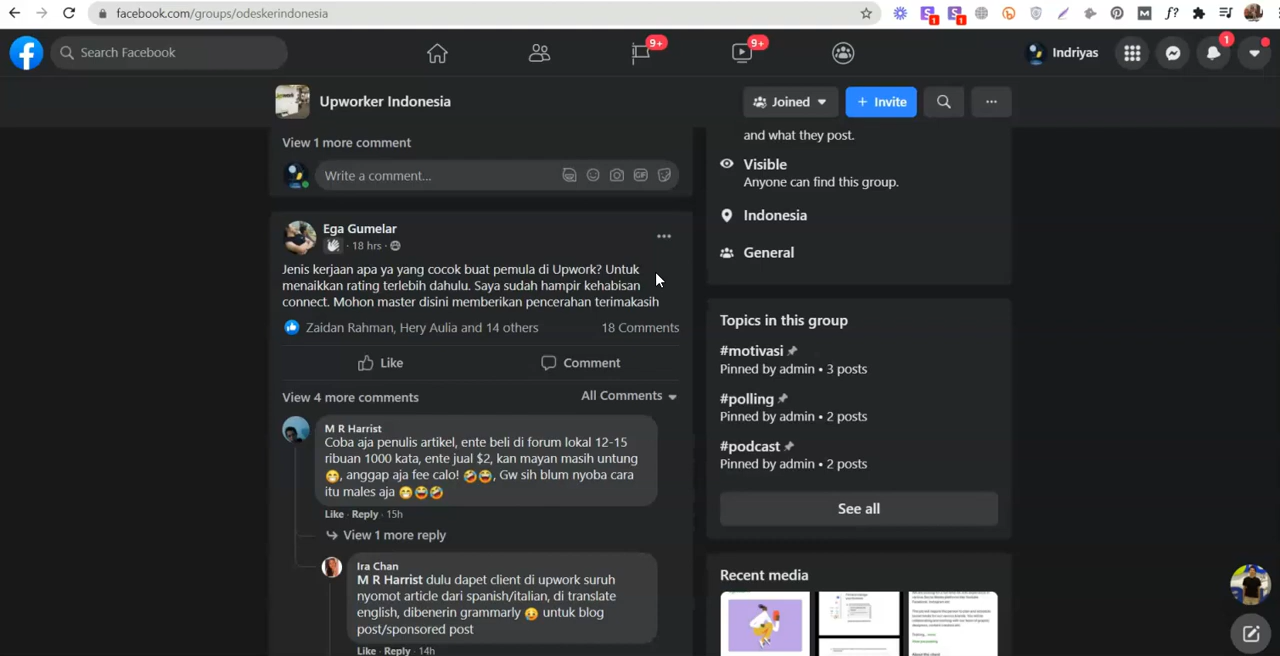 facebook.com/groups/odeskerindonesia
Search Facebook
9+
9+
Indriyas
1
Upworker Indonesia
Joined
+ Invite
View 1 more comment
Write a comment...
GIF
and what they post.
Visible
Anyone can find this group.
Indonesia
General
Ega Gumelar
18 hrs
Jenis kerjaan apa ya yang cocok buat pemula di Upwork? Untuk
menaikkan rating terlebih dahulu. Saya sudah hampir kehabisan
connect. Mohon master disini memberikan pencerahan terimakasih
Zaidan Rahman, Hery Aulia and 14 others
18 Comments
Like
Comment
View 4 more comments
All Comments
M R Harrist
Coba aja penulis artikel, ente beli di forum lokal 12-15
ribuan 1000 kata, ente jual $2, kan mayan masih untung
😁, anggap aja fee calo! 🤣😂, Gw sih blum nyoba cara
itu males aja 😁😂🤣
Like · Reply · 15h
View 1 more reply
Ira Chan
M R Harrist dulu dapet client di upwork suruh
nyomot article dari spanish/italian, di translate
english, dibenerin grammarly 😢 untuk blog
post/sponsored post
Like · Reply · 14h
Topics in this group
#motivasi
Pinned by admin • 3 posts
#polling
Pinned by admin • 2 posts
#podcast
Pinned by admin • 2 posts
See all
Recent media